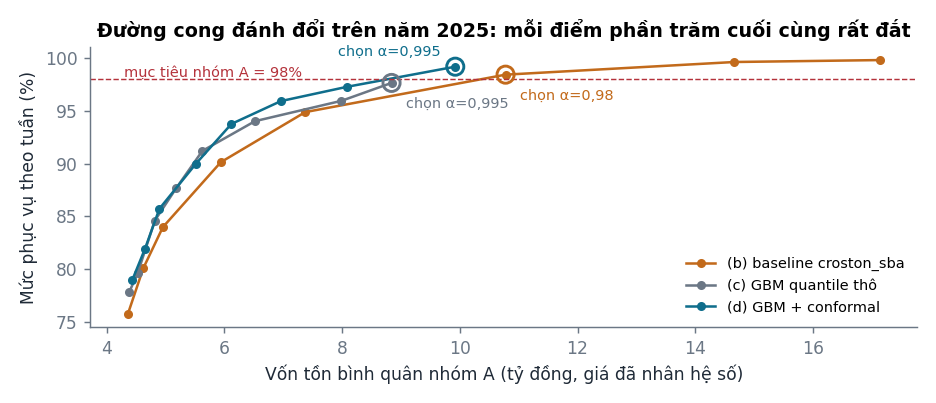 Đường cong đánh đổi trên năm 2025: mỗi điểm phần trăm cuối cùng rất đắt
chọn α=0,995
mục tiêu nhóm A = 98%
chọn α=0,995
chọn α=0,98
Mức phục vụ theo tuần (%)
100
95
90
85
80
75
(b) baseline croston_sba
(c) GBM quantile thô
(d) GBM + conformal
4 6 8 10 12 14 16
Vốn tồn bình quân nhóm A (tỷ đồng, giá đã nhân hệ số)